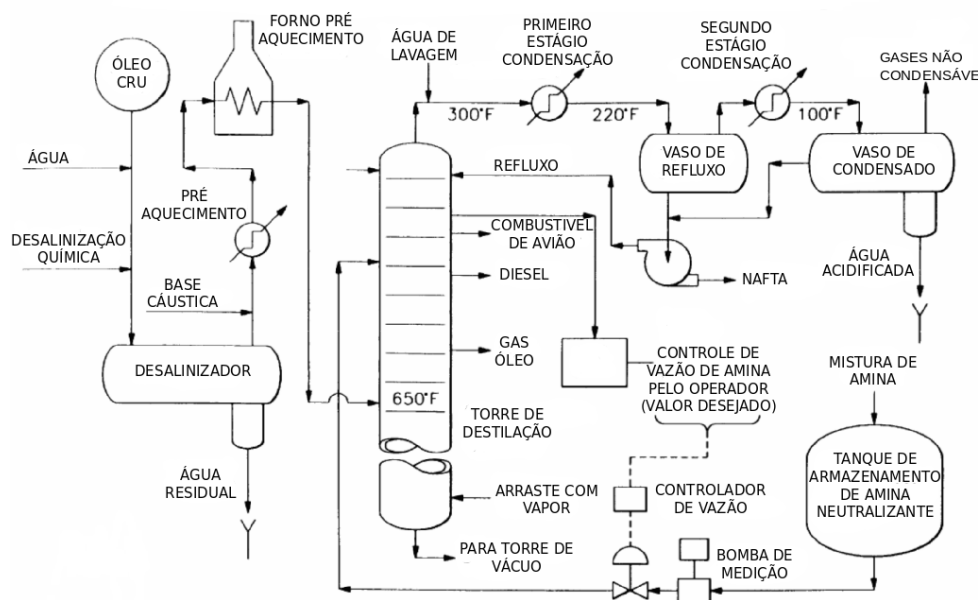 FORNO PRÉ
AQUECIMENTO
ÓLEO
CRU
ÁGUA
PRÉ
AQUECIMENTO
DESALINIZAÇÃO
QUÍMICA
BASE
CÁUSTICA
DESALINIZADOR
ÁGUA
RESIDUAL
ÁGUA DE
LAVAGEM
PRIMEIRO
ESTÁGIO
CONDENSAÇÃO
SEGUNDO
ESTÁGIO
CONDENSAÇÃO
GASES NÃO
CONDENSÁVE
300°F
220°F
100°F
VASO DE
REFLUXO
VASO DE
CONDENSADO
REFLUXO
COMBUSTIVEL
DE AVIÃO
DIESEL
NAFTA
ÁGUA
ACIDIFICADA
GAS
ÓLEO
650°F
TORRE DE
DESTILAÇÃO
CONTROLE DE
VAZÃO DE AMINA
PELO OPERADOR
(VALOR DESEJADO)
MISTURA DE
AMINA
TANQUE DE
ARMAZENAMENTO
DE AMINA
NEUTRALIZANTE
ARRASTE COM
VAPOR
CONTROLADOR
DE VAZÃO
PARA TORRE DE
VÁCUO
BOMBA DE
MEDIÇÃO